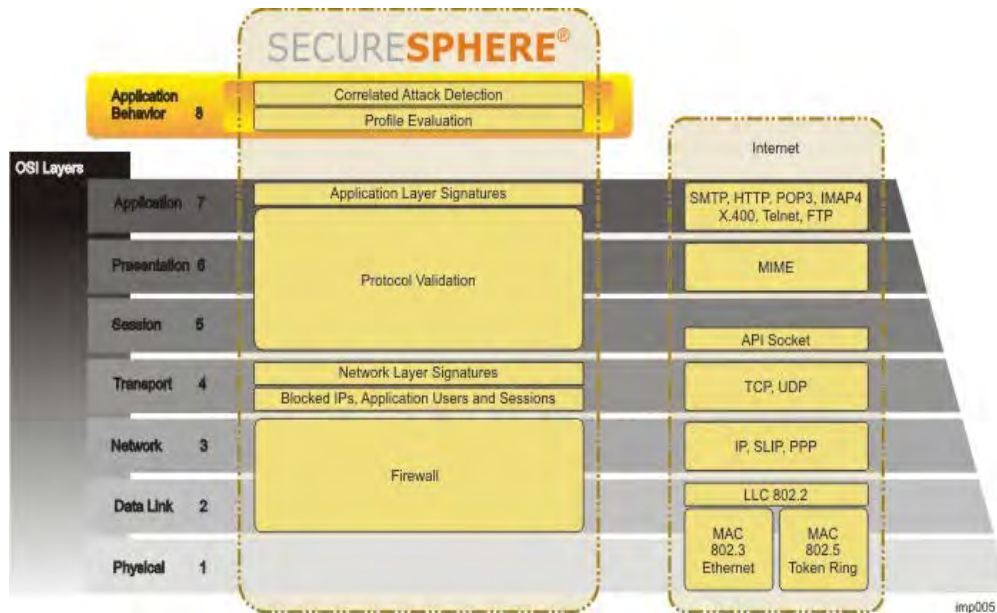 SECURESPHERE®
Application
Behavior 8
Correlated Attack Detection
Profile Evaluation
Internet
OSI Layers
Application 7
Application Layer Signatures
SMTP, HTTP, POP3, IMAP4
X.400, Telnet, FTP
Presentation 6
Protocol Validation
MIME
Session 5
API Socket
Transport 4
Network Layer Signatures
Blocked IPs, Application Users and Sessions
TCP, UDP
Network 3
Firewall
IP, SLIP, PPP
Data Link 2
LLC 802.2
MAC
802.3
Ethernet
MAC
802.5
Token Ring
Physical 1
imp005